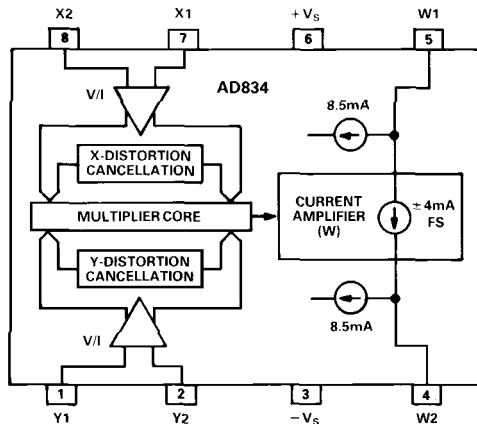 X2 X1 +VS W1
8 7 6 5
AD834
V/I
8.5mA
X-DISTORTION
CANCELLATION
MULTIPLIER CORE
CURRENT
AMPLIFIER
(W)
±4mA
FS
Y-DISTORTION
CANCELLATION
8.5mA
V/I
1 2 3 4
Y1 Y2 −VS W2